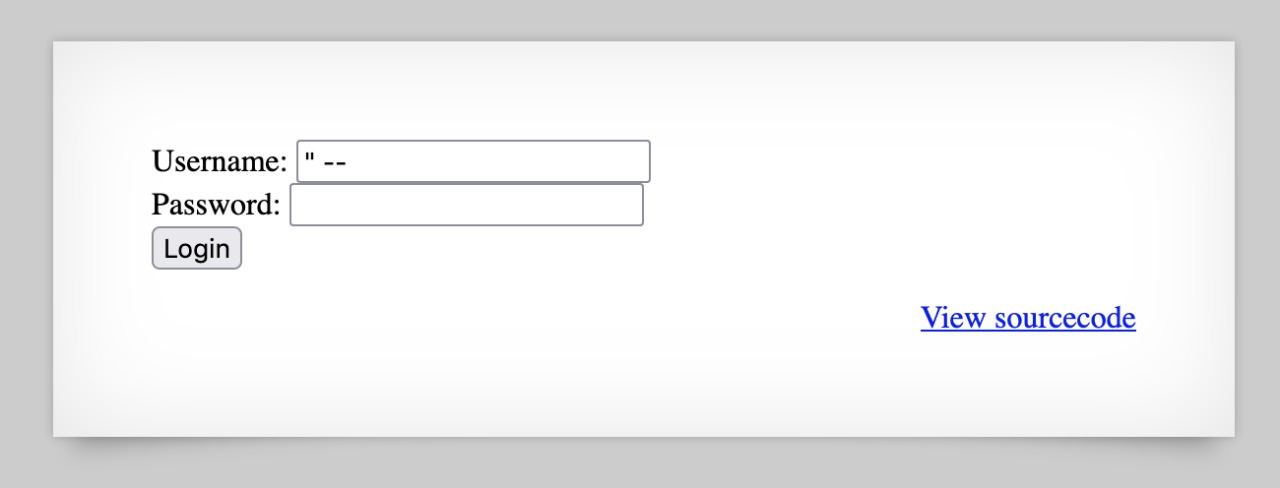 Username: " --
Password:
Login
View sourcecode